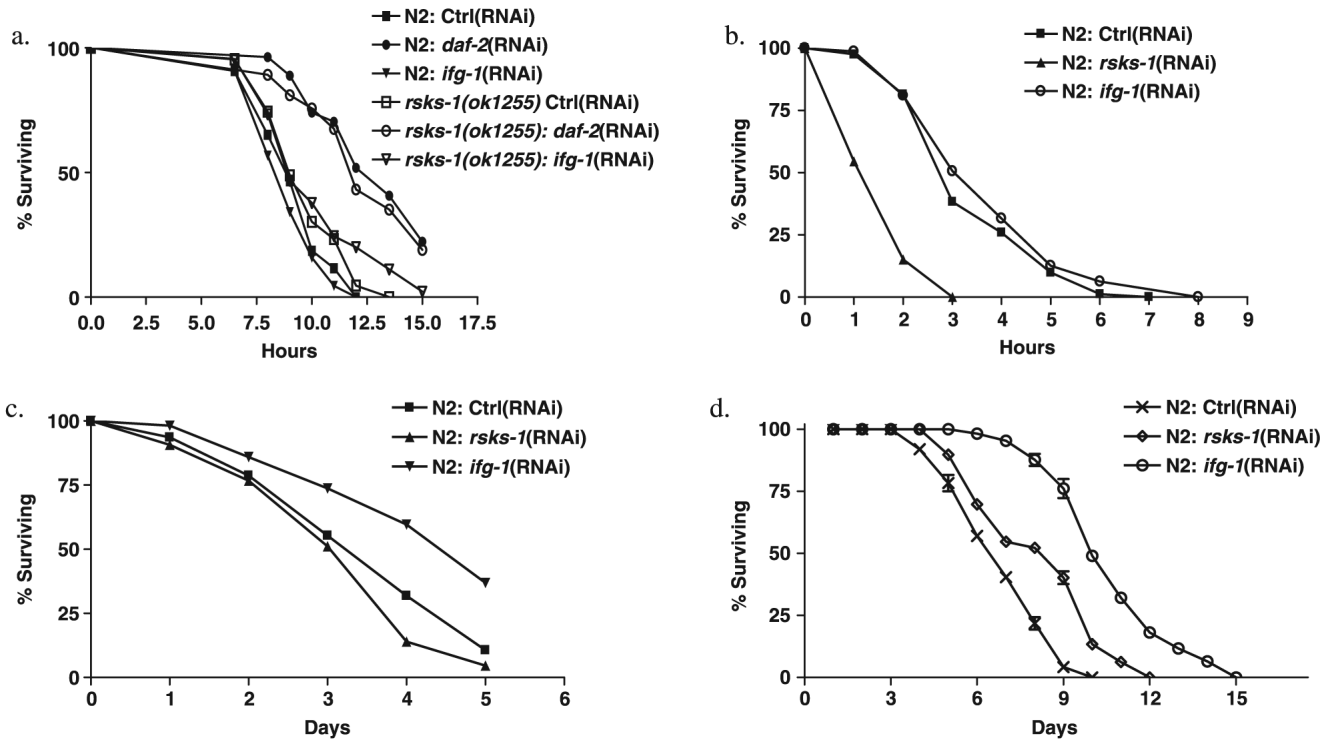 a.
N2: Ctrl(RNAi)
N2: daf-2(RNAi)
N2: ifg-1(RNAi)
rsks-1(ok1255) Ctrl(RNAi)
rsks-1(ok1255): daf-2(RNAi)
rsks-1(ok1255): ifg-1(RNAi)
% Surviving
100
50
0
0.0 2.5 5.0 7.5 10.0 12.5 15.0 17.5
Hours
b.
N2: Ctrl(RNAi)
N2: rsks-1(RNAi)
N2: ifg-1(RNAi)
% Surviving
100
75
50
25
0
0 1 2 3 4 5 6 7 8 9
Hours
c.
N2: Ctrl(RNAi)
N2: rsks-1(RNAi)
N2: ifg-1(RNAi)
% Surviving
100
75
50
25
0
0 1 2 3 4 5 6
Days
d.
N2: Ctrl(RNAi)
N2: rsks-1(RNAi)
N2: ifg-1(RNAi)
% Surviving
100
75
50
25
0
0 3 6 9 12 15
Days